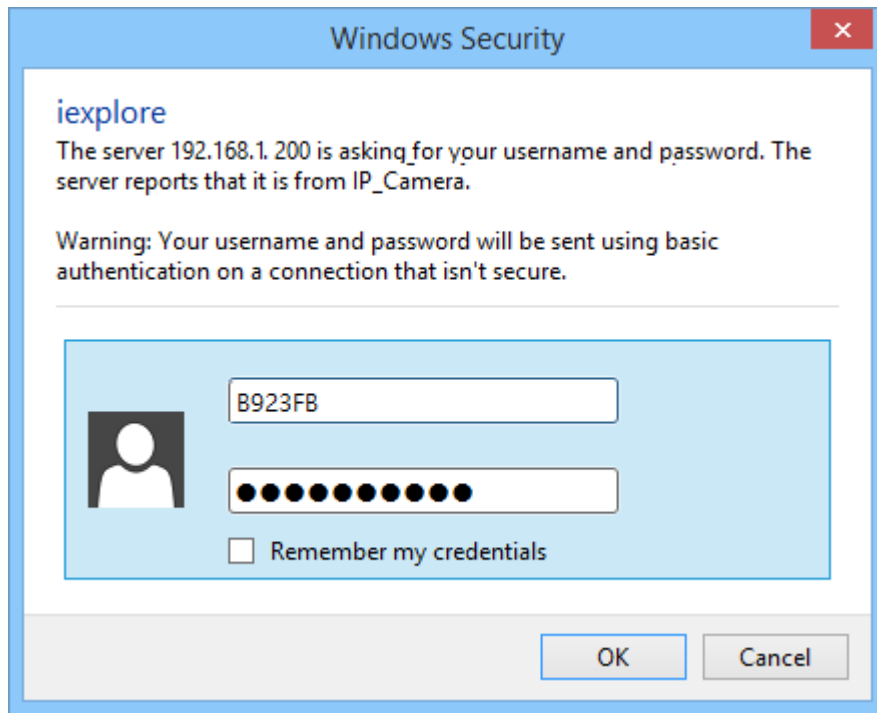 Windows Security
iexplore
The server 192.168.1. 200 is asking for your username and password. The
server reports that it is from IP_Camera.
Warning: Your username and password will be sent using basic
authentication on a connection that isn't secure.
B923FB
●●●●●●●●●●
Remember my credentials
OK
Cancel